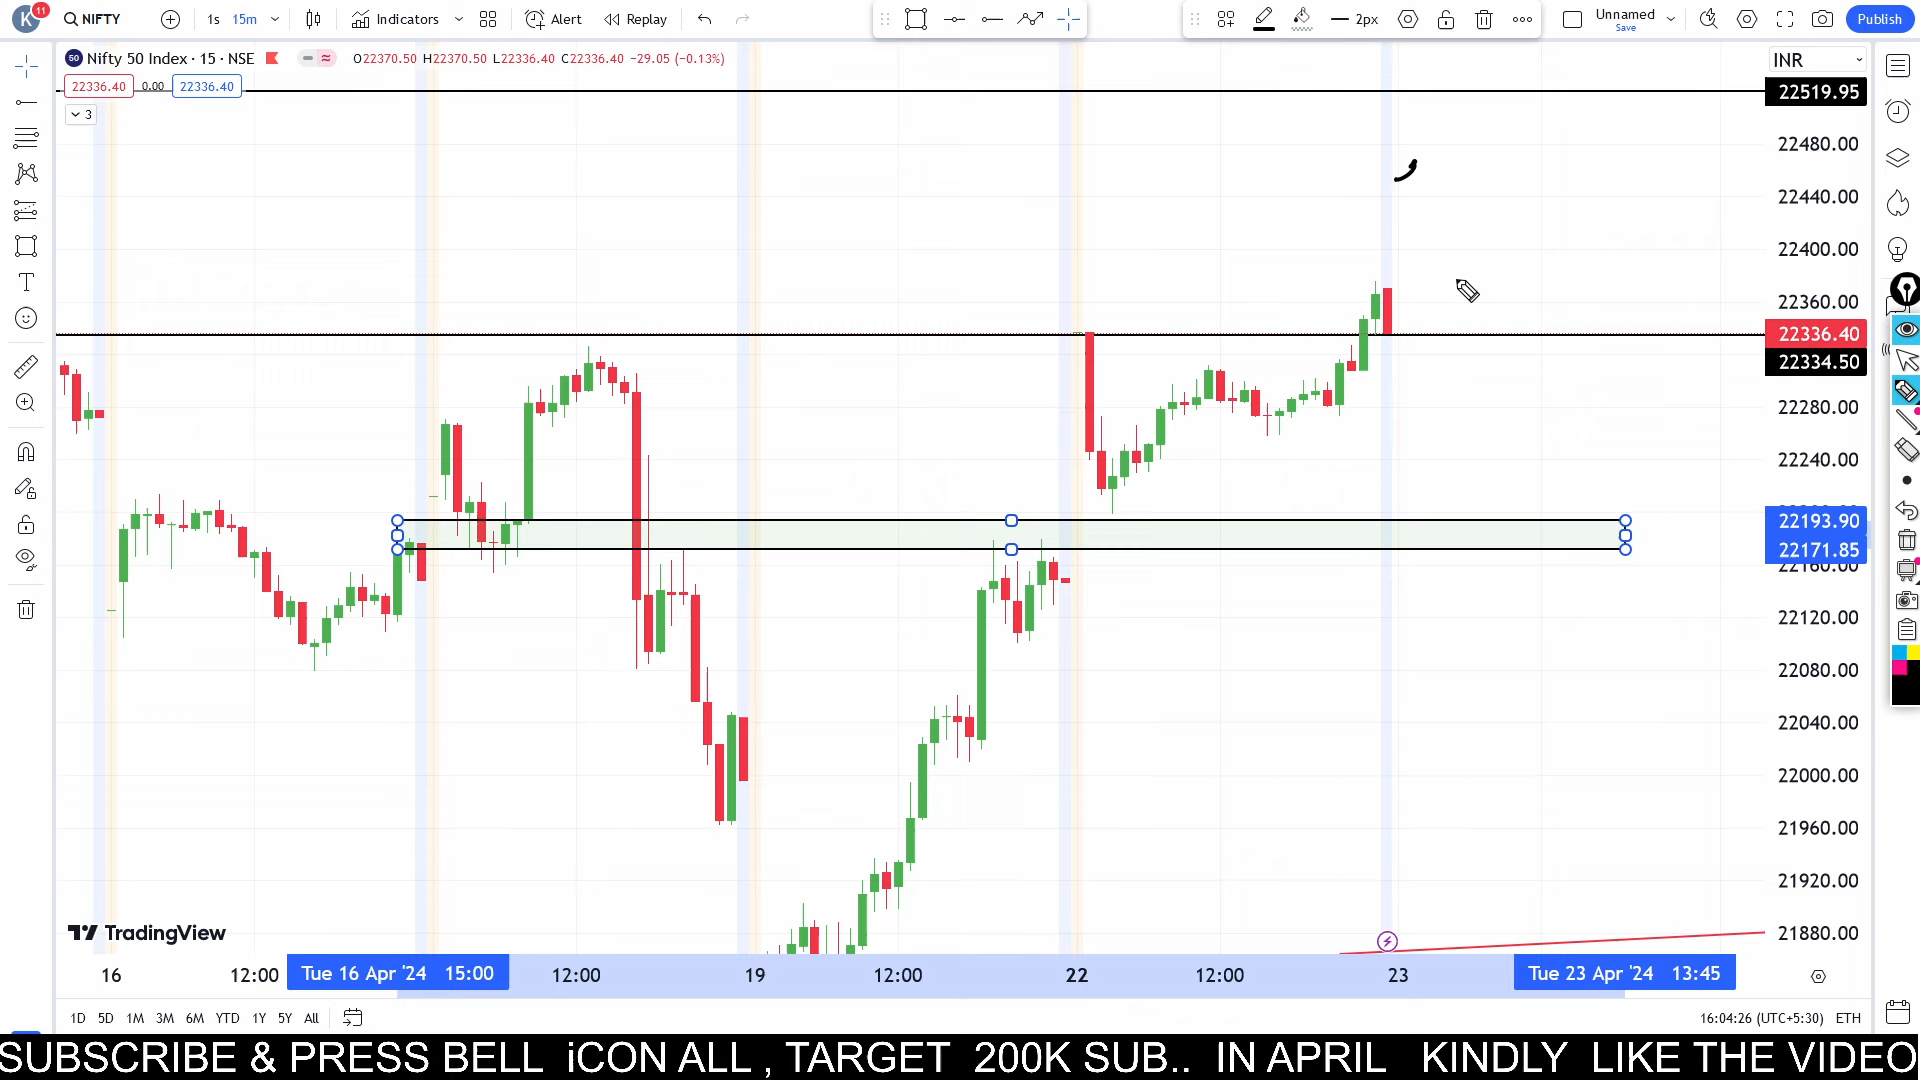 K 11 NIFTY 1s 15m Indicators Alert Replay 2px Unnamed Save Publish
50 Nifty 50 Index · 15 · NSE O22370.50 H22370.50 L22336.40 C22336.40 −29.05 (−0.13%) INR
22336.40 0.00 22336.40
3
22519.95
22480.00
22440.00
22400.00
22360.00
22336.40
22334.50
22280.00
22240.00
22193.90
22171.85
22160.00
22120.00
22080.00
22040.00
22000.00
21960.00
21920.00
21880.00
TradingView
16 12:00 Tue 16 Apr '24 15:00 12:00 19 12:00 22 12:00 23 Tue 23 Apr '24 13:45
1D 5D 1M 3M 6M YTD 1Y 5Y All 16:04:26 (UTC+5:30) ETH
SUBSCRIBE & PRESS BELL iCON ALL , TARGET 200K SUB.. IN APRIL KINDLY LIKE THE VIDEO